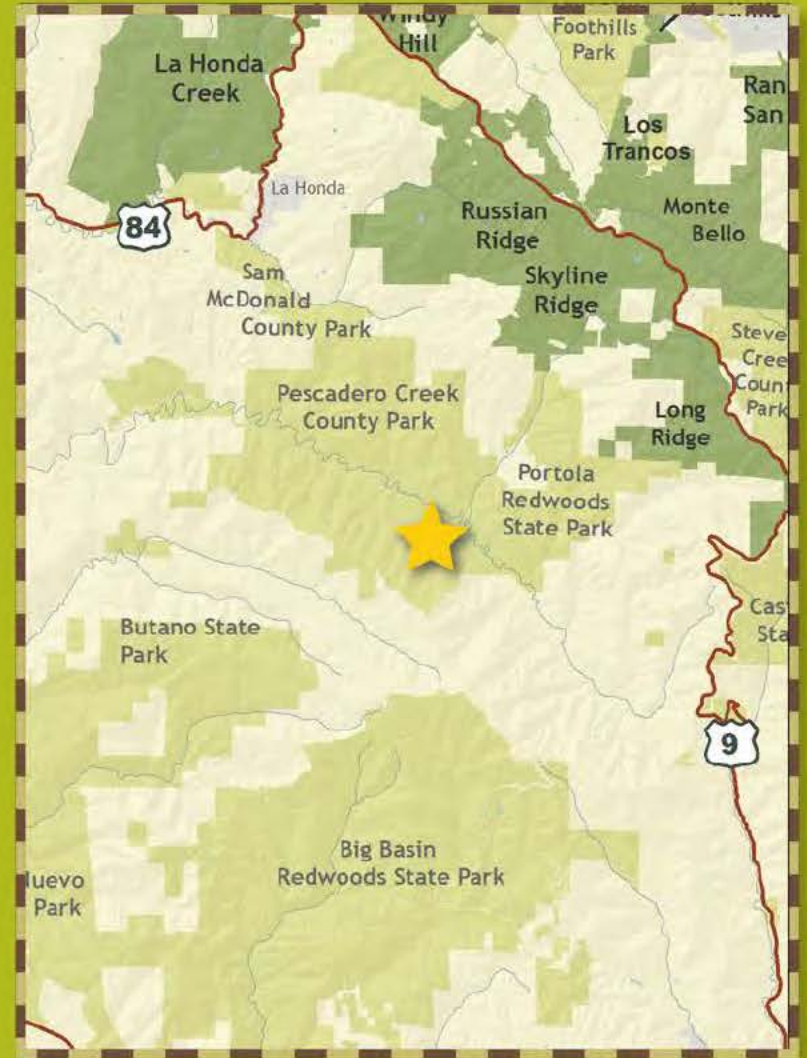 Windy
Hill
Foothills
Park
La Honda
Creek
Ran
San
Los
Trancos
La Honda
Russian
Ridge
Monte
Bello
84
Sam
McDonald
County Park
Skyline
Ridge
Steve
Cree
Coun
Park
Pescadero Creek
County Park
Long
Ridge
Portola
Redwoods
State Park
Cas
Sta
Butano State
Park
9
Big Basin
Redwoods State Park
Nuevo
Park